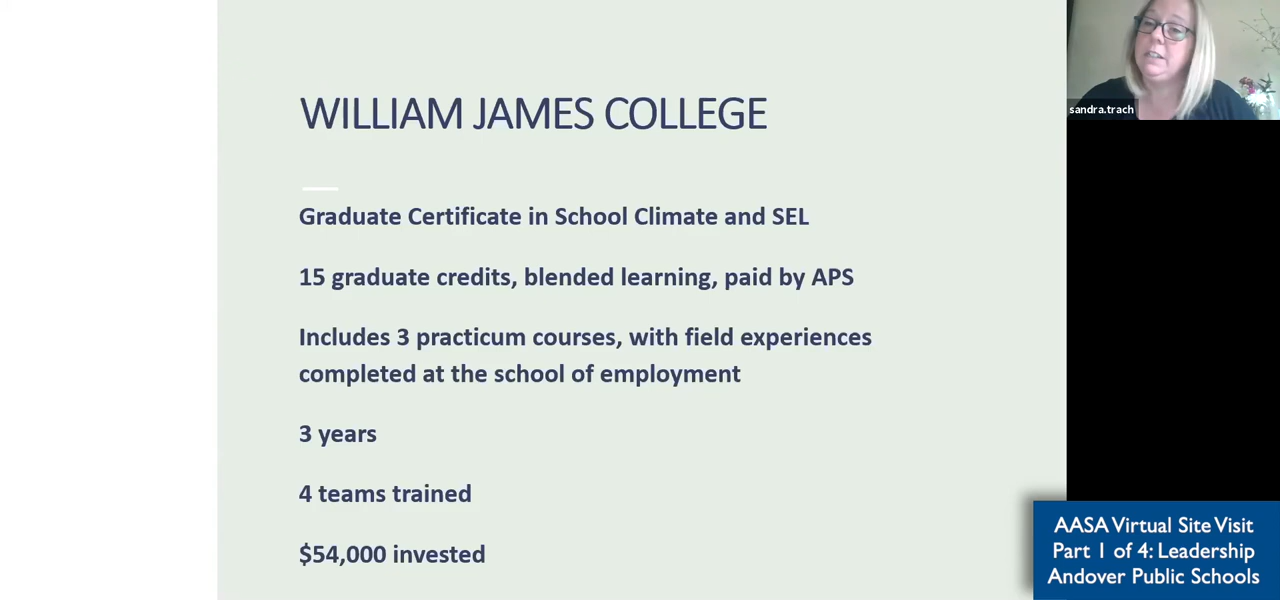 WILLIAM JAMES COLLEGE
Graduate Certificate in School Climate and SEL
15 graduate credits, blended learning, paid by APS
Includes 3 practicum courses, with field experiences
completed at the school of employment
3 years
4 teams trained
$54,000 invested
sandra.trach
AASA Virtual Site Visit
Part 1 of 4: Leadership
Andover Public Schools